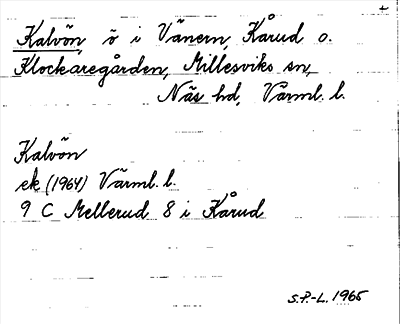 Kalvön ö i Vänern, Kårud o.
Klockaregården, Millesviks sn,
Näs hd, Värml. l.
Kalvön
ek (1964) Värml. l.
9 C Mellerud 8 i Kårud
S.P.-L. 1965